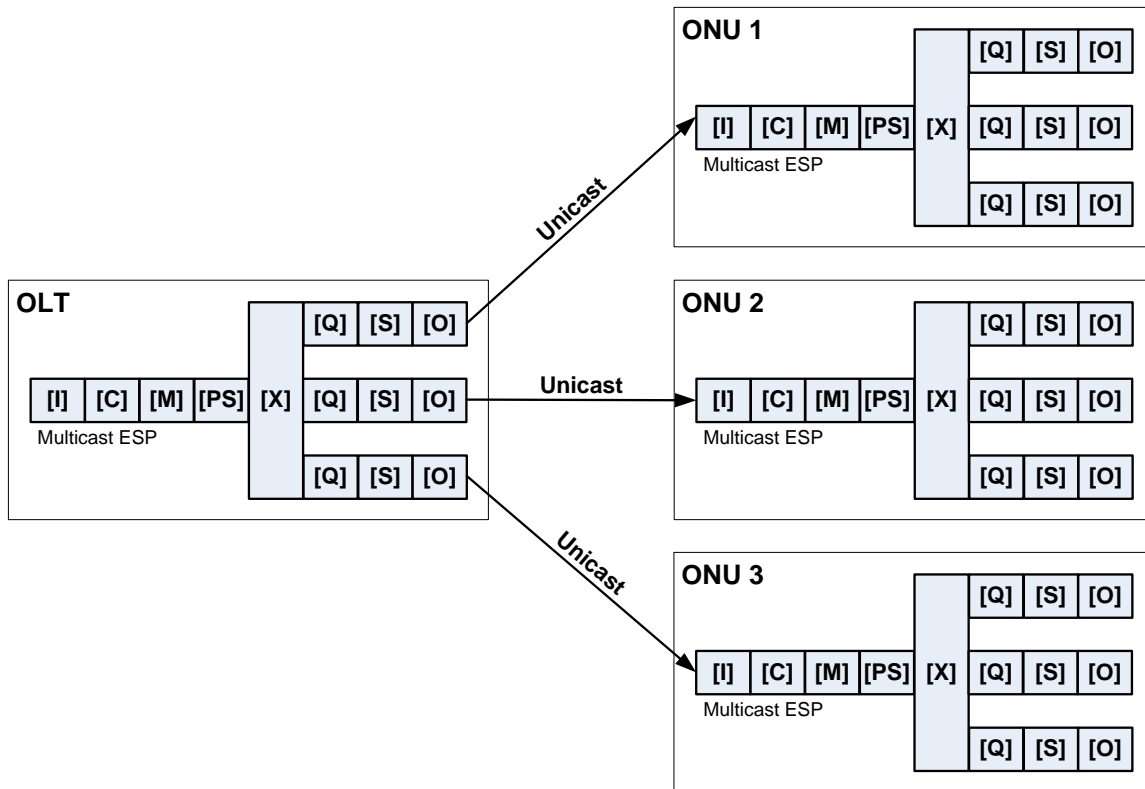 ONU 1
[Q] [S] [O]
[I] [C] [M] [PS] [X] [Q] [S] [O]
Multicast ESP
[Q] [S] [O]
Unicast
OLT
[Q] [S] [O]
[I] [C] [M] [PS] [X] [Q] [S] [O]
Multicast ESP
[Q] [S] [O]
Unicast
ONU 2
[Q] [S] [O]
[I] [C] [M] [PS] [X] [Q] [S] [O]
Multicast ESP
[Q] [S] [O]
Unicast
ONU 3
[Q] [S] [O]
[I] [C] [M] [PS] [X] [Q] [S] [O]
Multicast ESP
[Q] [S] [O]